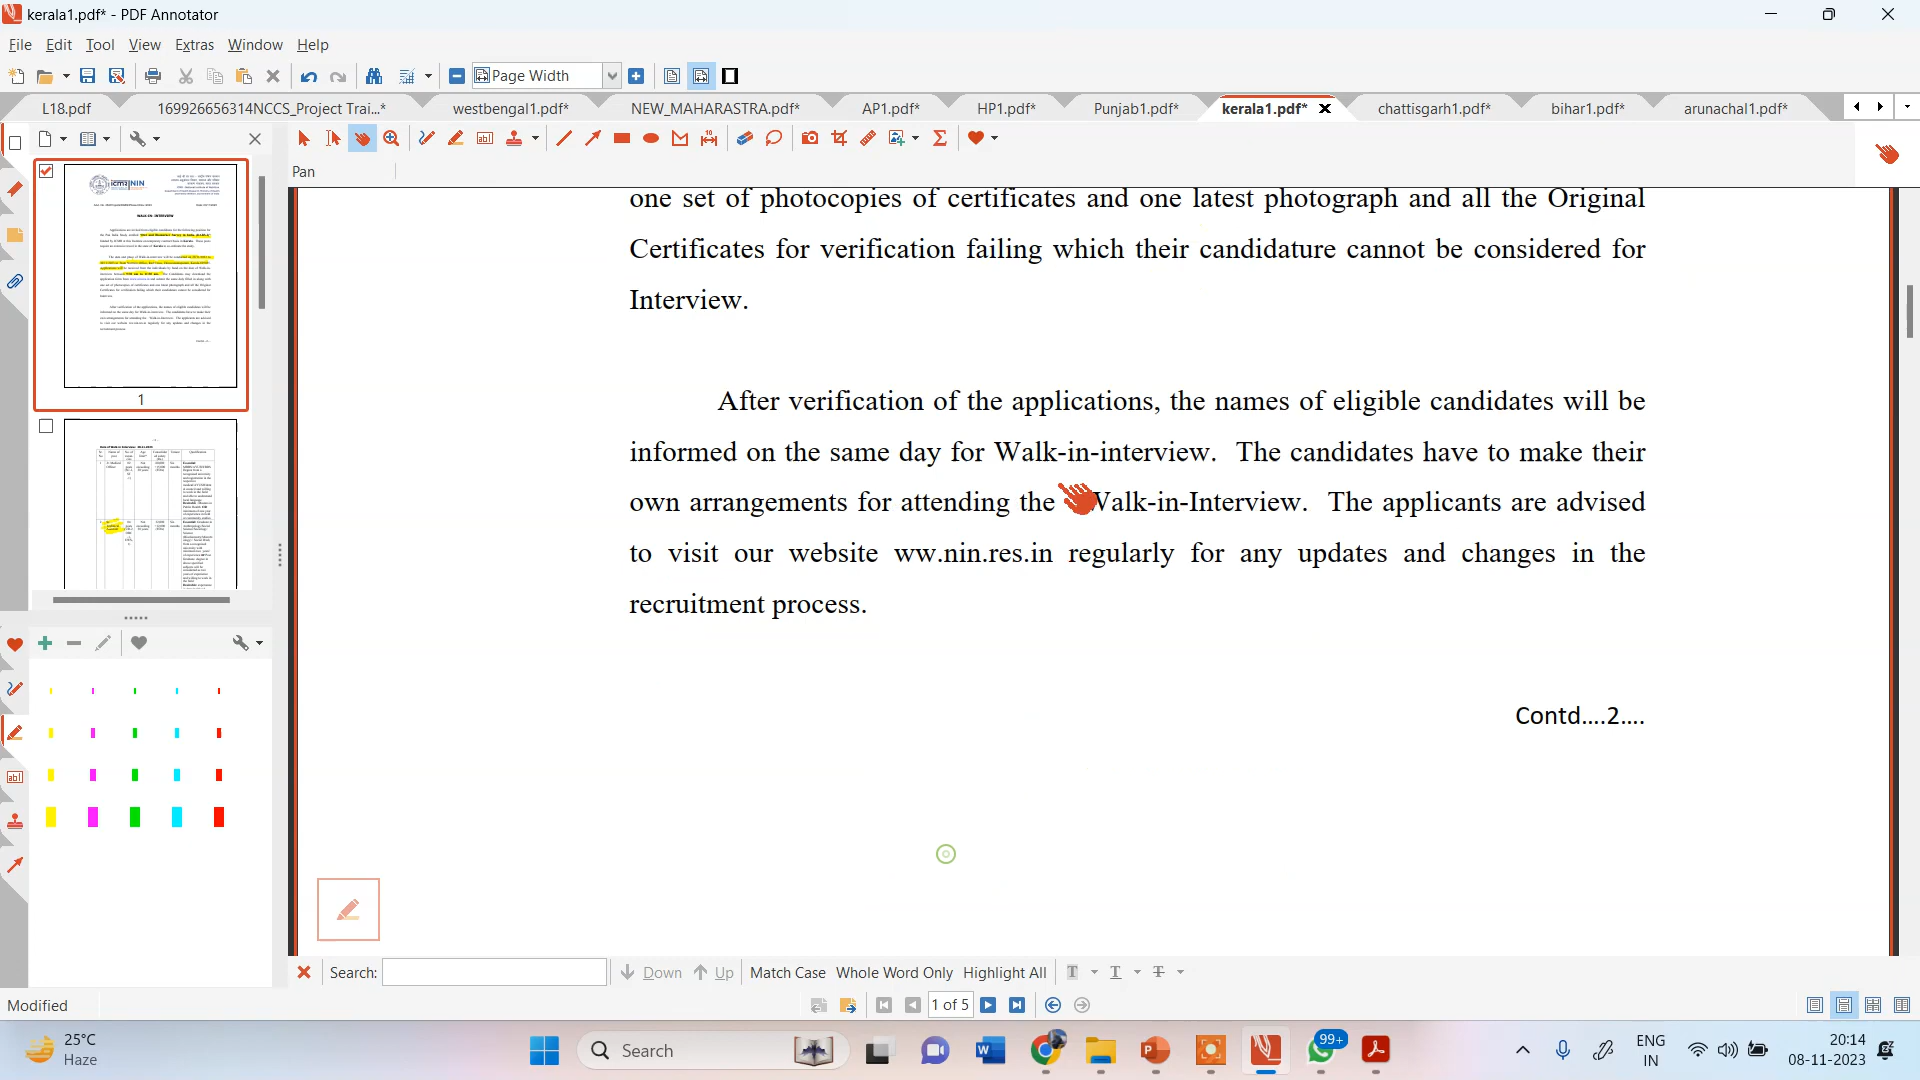 kerala1.pdf* - PDF Annotator
File Edit Tool View Extras Window Help
Page Width
L18.pdf 169926656314NCCS_Project Trai...* westbengal1.pdf* NEW_MAHARASTRA.pdf* AP1.pdf* HP1.pdf* Punjab1.pdf* kerala1.pdf* chattisgarh1.pdf* bihar1.pdf* arunachal1.pdf*
Pan
one set of photocopies of certificates and one latest photograph and all the Original
Certificates for verification failing which their candidature cannot be considered for
Interview.
After verification of the applications, the names of eligible candidates will be
informed on the same day for Walk-in-interview. The candidates have to make their
own arrangements for attending the Walk-in-Interview. The applicants are advised
to visit our website ww.nin.res.in regularly for any updates and changes in the
recruitment process.
Contd....2....
WALK-IN- INTERVIEW
1
Search: Down Up Match Case Whole Word Only Highlight All
Modified
1 of 5
25°C
Haze
Search
99+
ENG
IN
20:14
08-11-2023